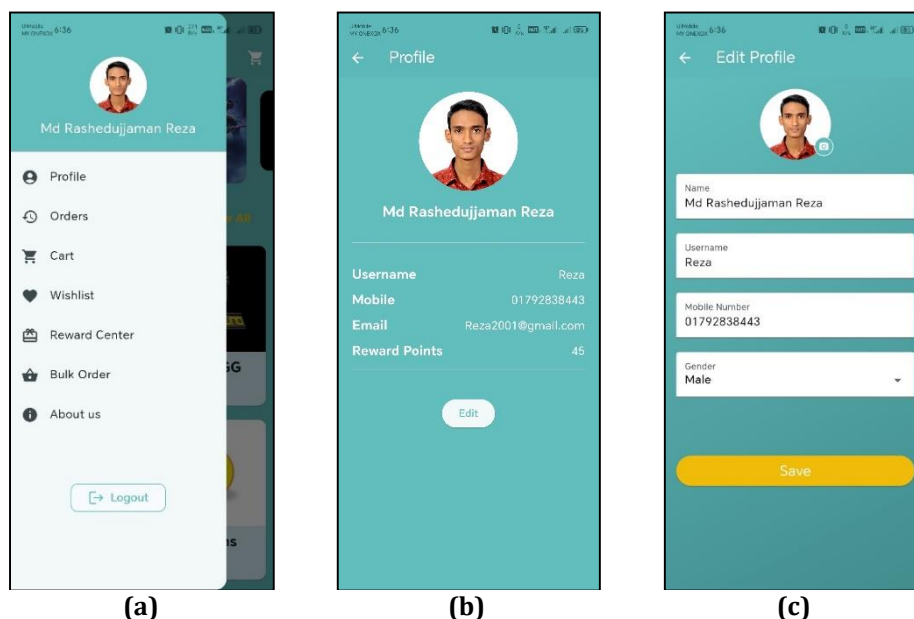 6:36
Md Rashedujjaman Reza
Profile
Orders
Cart
Wishlist
Reward Center
Bulk Order
About us
Logout
(a)
6:36
Profile
Md Rashedujjaman Reza
Username Reza
Mobile 01792838443
Email Reza2001@gmail.com
Reward Points 45
Edit
(b)
6:36
Edit Profile
Name
Md Rashedujjaman Reza
Username
Reza
Mobile Number
01792838443
Gender
Male
Save
(c)